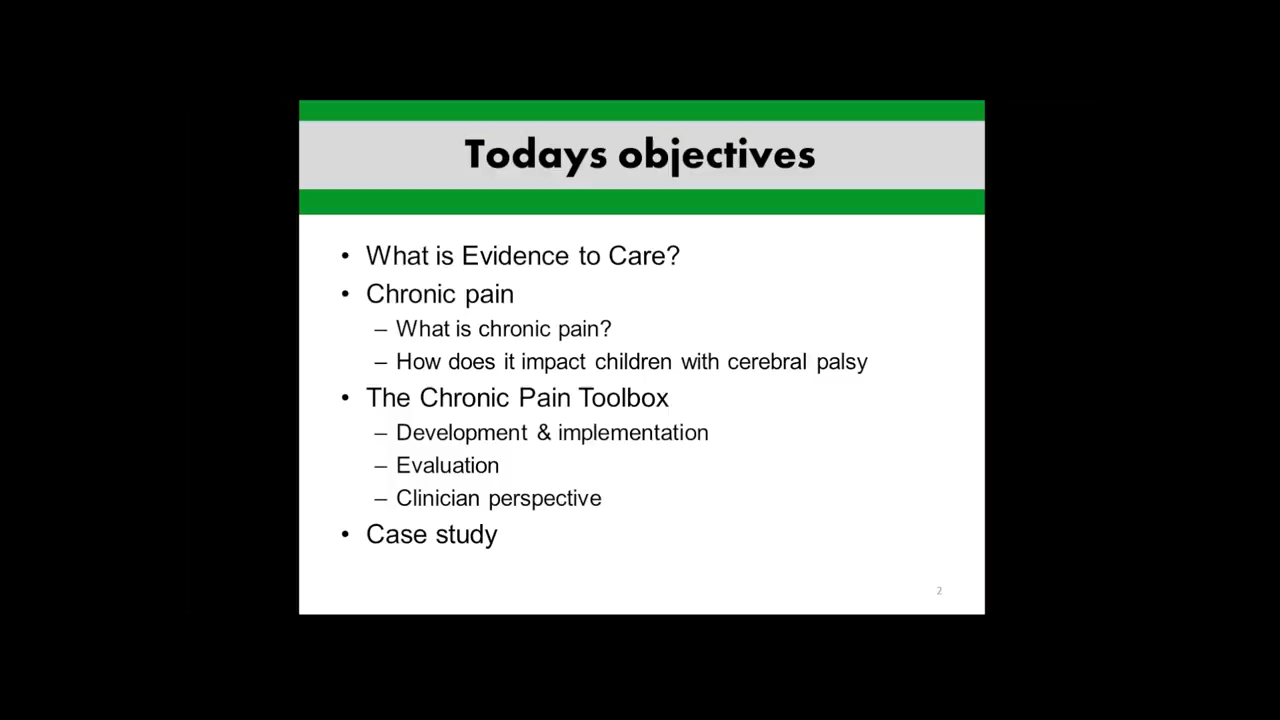 Todays objectives
• What is Evidence to Care?
• Chronic pain
– What is chronic pain?
– How does it impact children with cerebral palsy
• The Chronic Pain Toolbox
– Development & implementation
– Evaluation
– Clinician perspective
• Case study
2